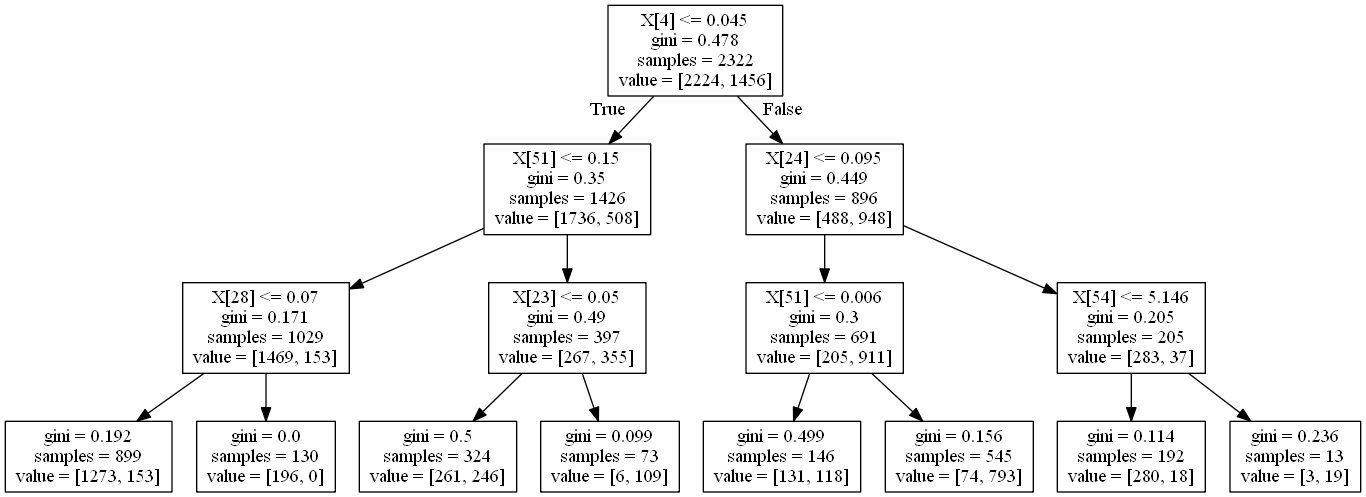 X[4] <= 0.045
gini = 0.478
samples = 2322
value = [2224, 1456]
True
False
X[51] <= 0.15
gini = 0.35
samples = 1426
value = [1736, 508]
X[24] <= 0.095
gini = 0.449
samples = 896
value = [488, 948]
X[28] <= 0.07
gini = 0.171
samples = 1029
value = [1469, 153]
X[23] <= 0.05
gini = 0.49
samples = 397
value = [267, 355]
X[51] <= 0.006
gini = 0.3
samples = 691
value = [205, 911]
X[54] <= 5.146
gini = 0.205
samples = 205
value = [283, 37]
gini = 0.192
samples = 899
value = [1273, 153]
gini = 0.0
samples = 130
value = [196, 0]
gini = 0.5
samples = 324
value = [261, 246]
gini = 0.099
samples = 73
value = [6, 109]
gini = 0.499
samples = 146
value = [131, 118]
gini = 0.156
samples = 545
value = [74, 793]
gini = 0.114
samples = 192
value = [280, 18]
gini = 0.236
samples = 13
value = [3, 19]